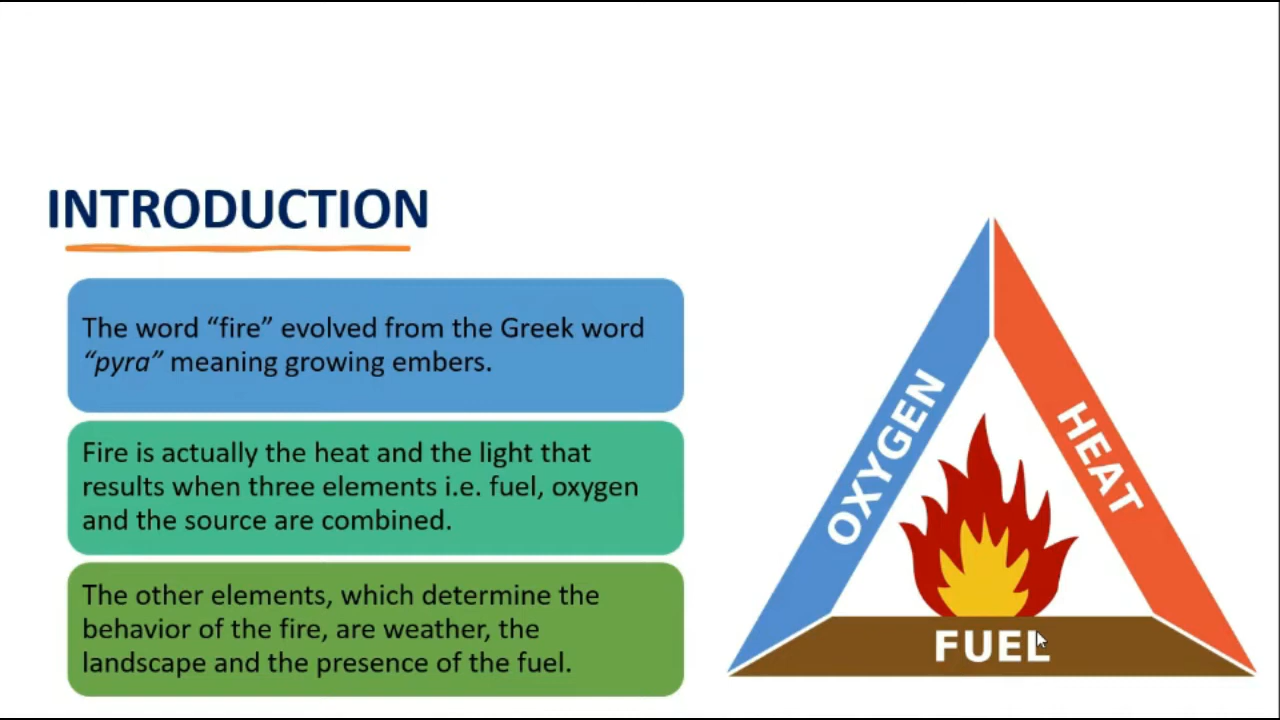 INTRODUCTION
The word “fire” evolved from the Greek word
“pyra” meaning growing embers.
Fire is actually the heat and the light that
results when three elements i.e. fuel, oxygen
and the source are combined.
The other elements, which determine the
behavior of the fire, are weather, the
landscape and the presence of the fuel.
OXYGEN
HEAT
FUEL